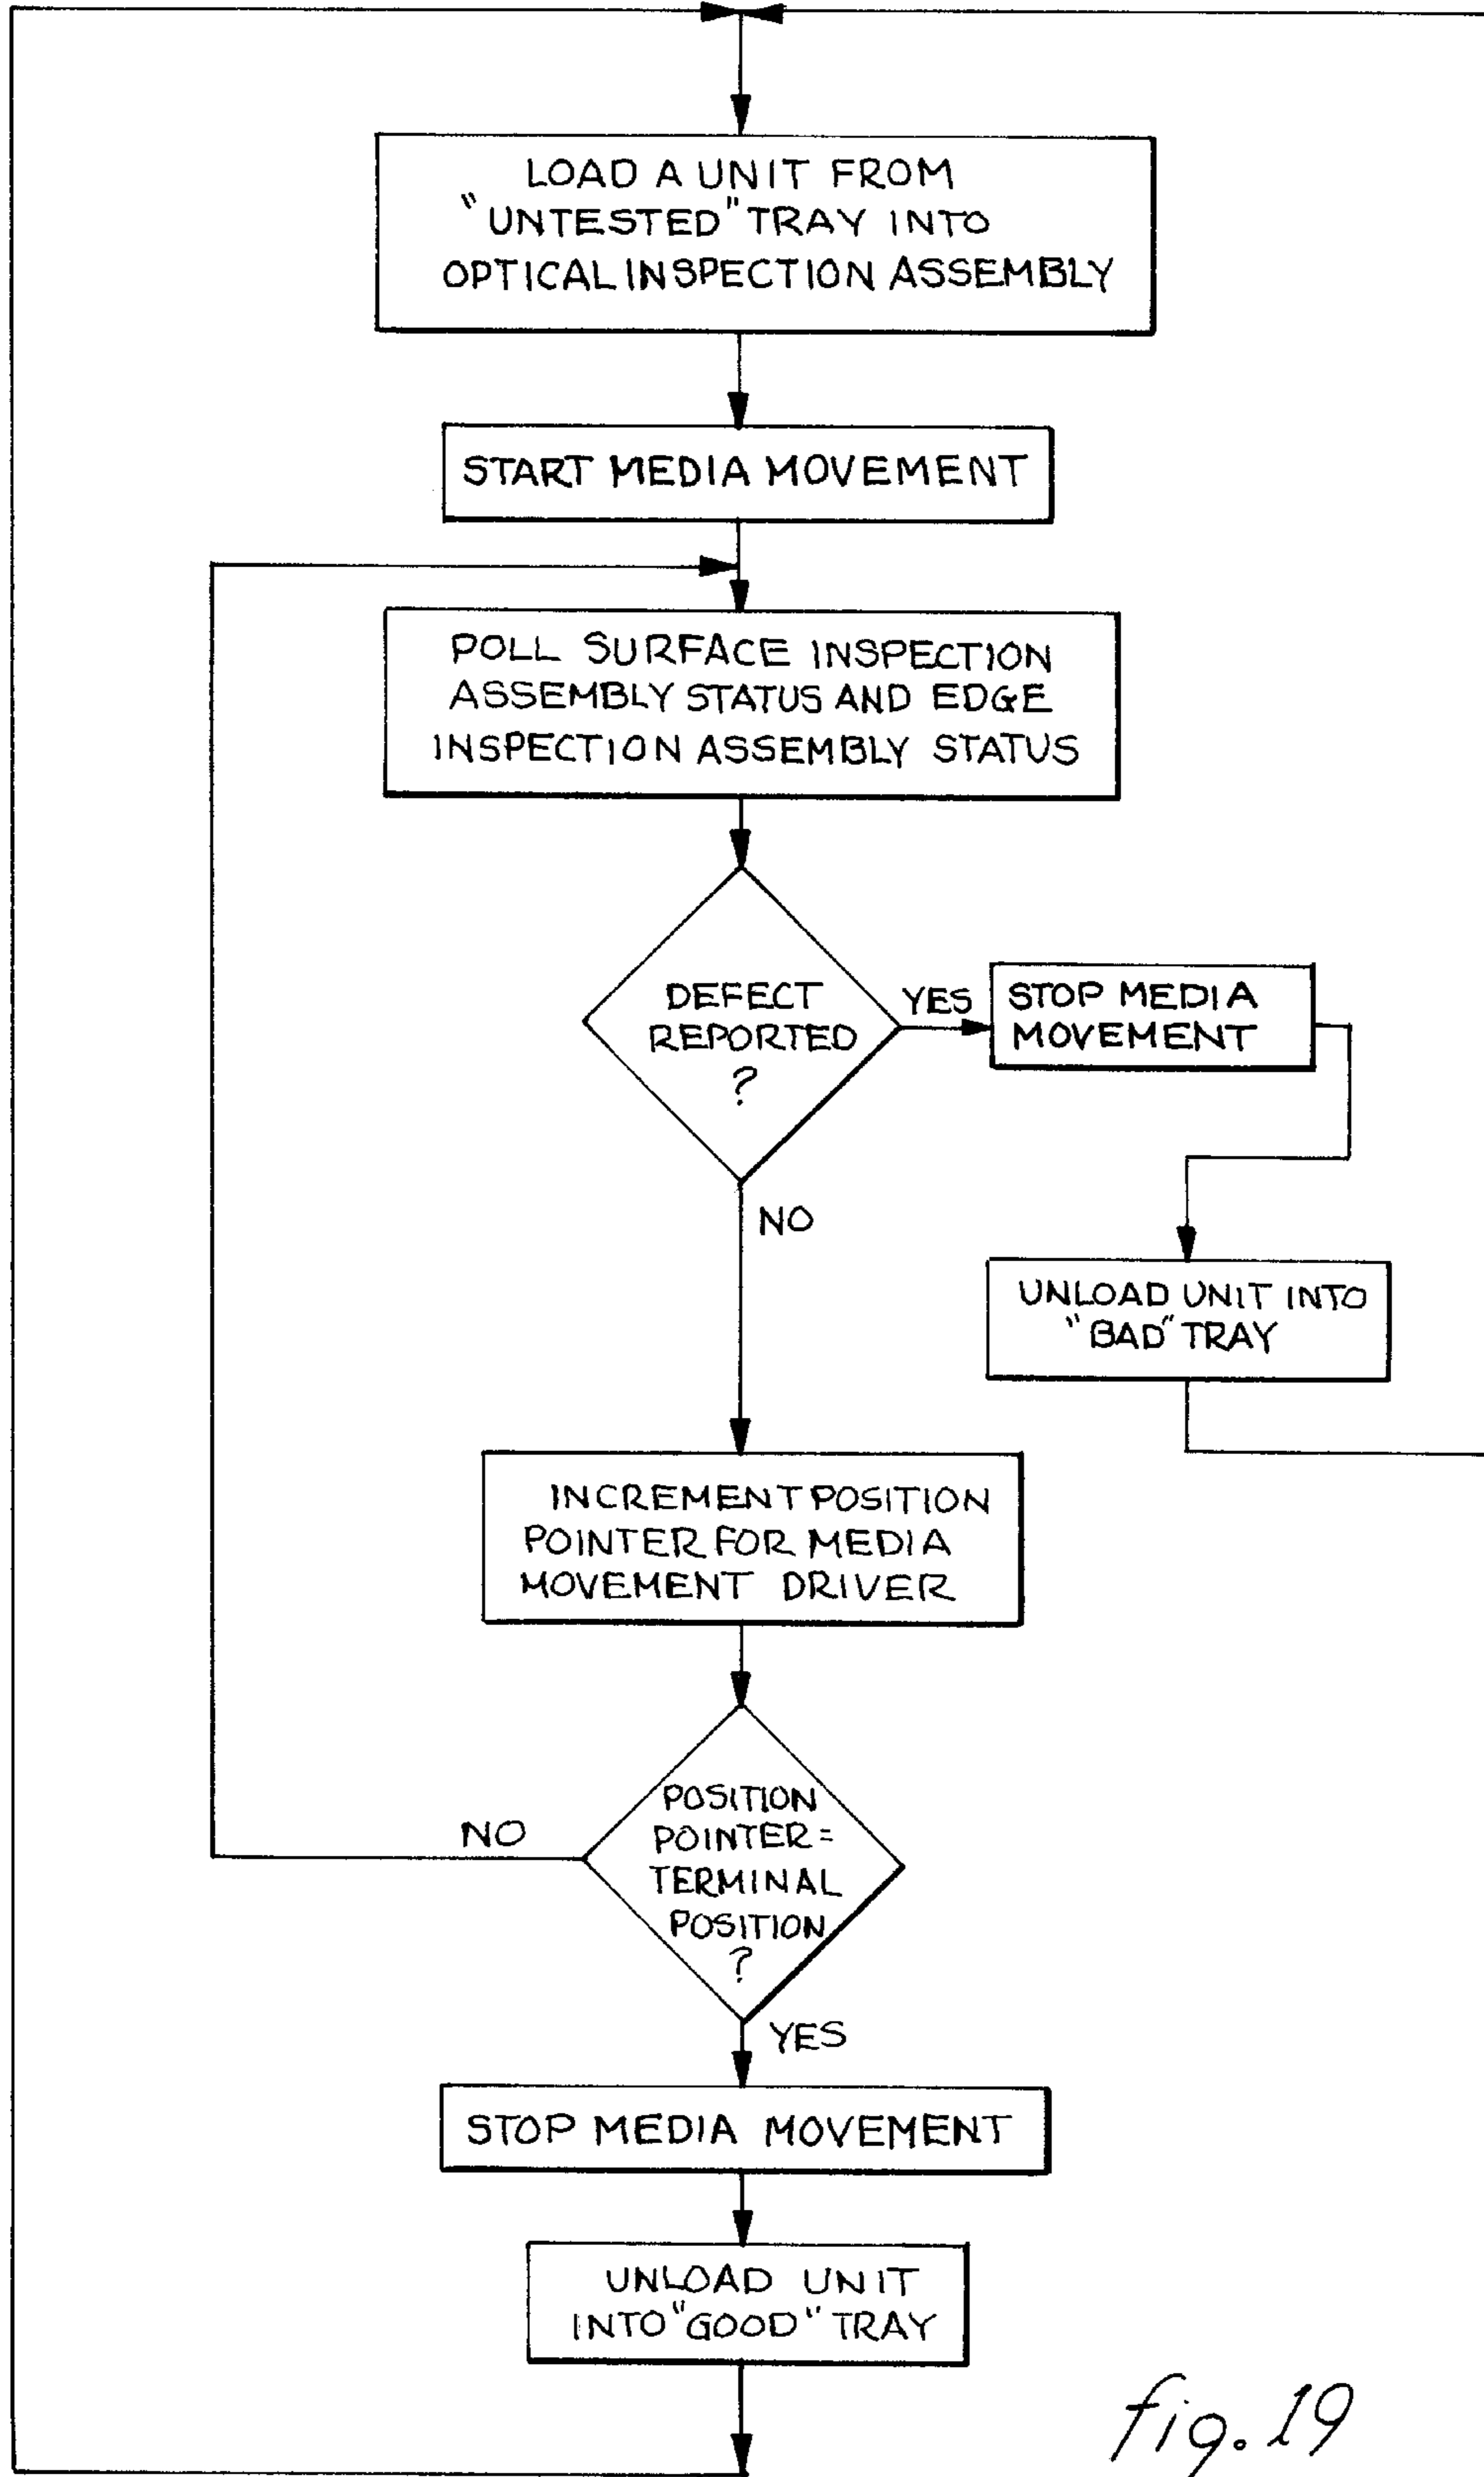 LOAD A UNIT FROM
"UNTESTED" TRAY INTO
OPTICAL INSPECTION ASSEMBLY
START MEDIA MOVEMENT
POLL SURFACE INSPECTION
ASSEMBLY STATUS AND EDGE
INSPECTION ASSEMBLY STATUS
DEFECT
REPORTED
?
YES
STOP MEDIA
MOVEMENT
NO
UNLOAD UNIT INTO
"BAD" TRAY
INCREMENT POSITION
POINTER FOR MEDIA
MOVEMENT DRIVER
POSITION
POINTER =
TERMINAL
POSITION
?
NO
YES
STOP MEDIA MOVEMENT
UNLOAD UNIT
INTO "GOOD" TRAY
fig. 19